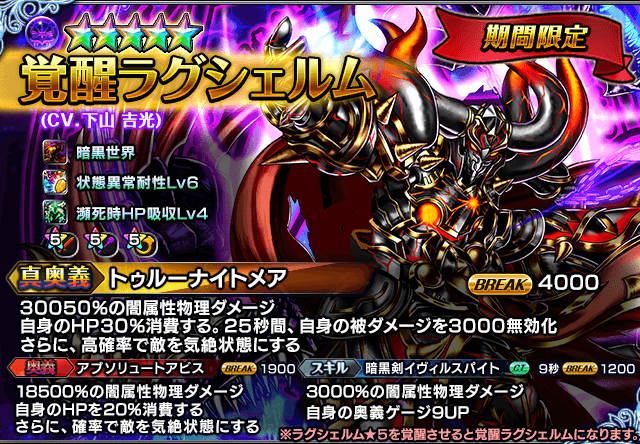 期間限定
覚醒ラグシェルム
(CV.下山 吉光)
暗黒世界
状態異常耐性Lv6
瀕死時HP吸収Lv4
5 5 5
真奥義 トゥルーナイトメア BREAK 4000
30050%の闇属性物理ダメージ
自身のHP30%消費する。25秒間、自身の被ダメージを3000無効化
さらに、高確率で敵を気絶状態にする
奥義 アブソリュートアビス BREAK 1900
18500%の闇属性物理ダメージ
自身のHPを20%消費する
さらに、確率で敵を気絶状態にする
スキル 暗黒剣イヴィルスパイト CT 9秒 BREAK 1200
3000%の闇属性物理ダメージ
自身の奥義ゲージ9UP
※ラグシェルム★5を覚醒させると覚醒ラグシェルムになります。